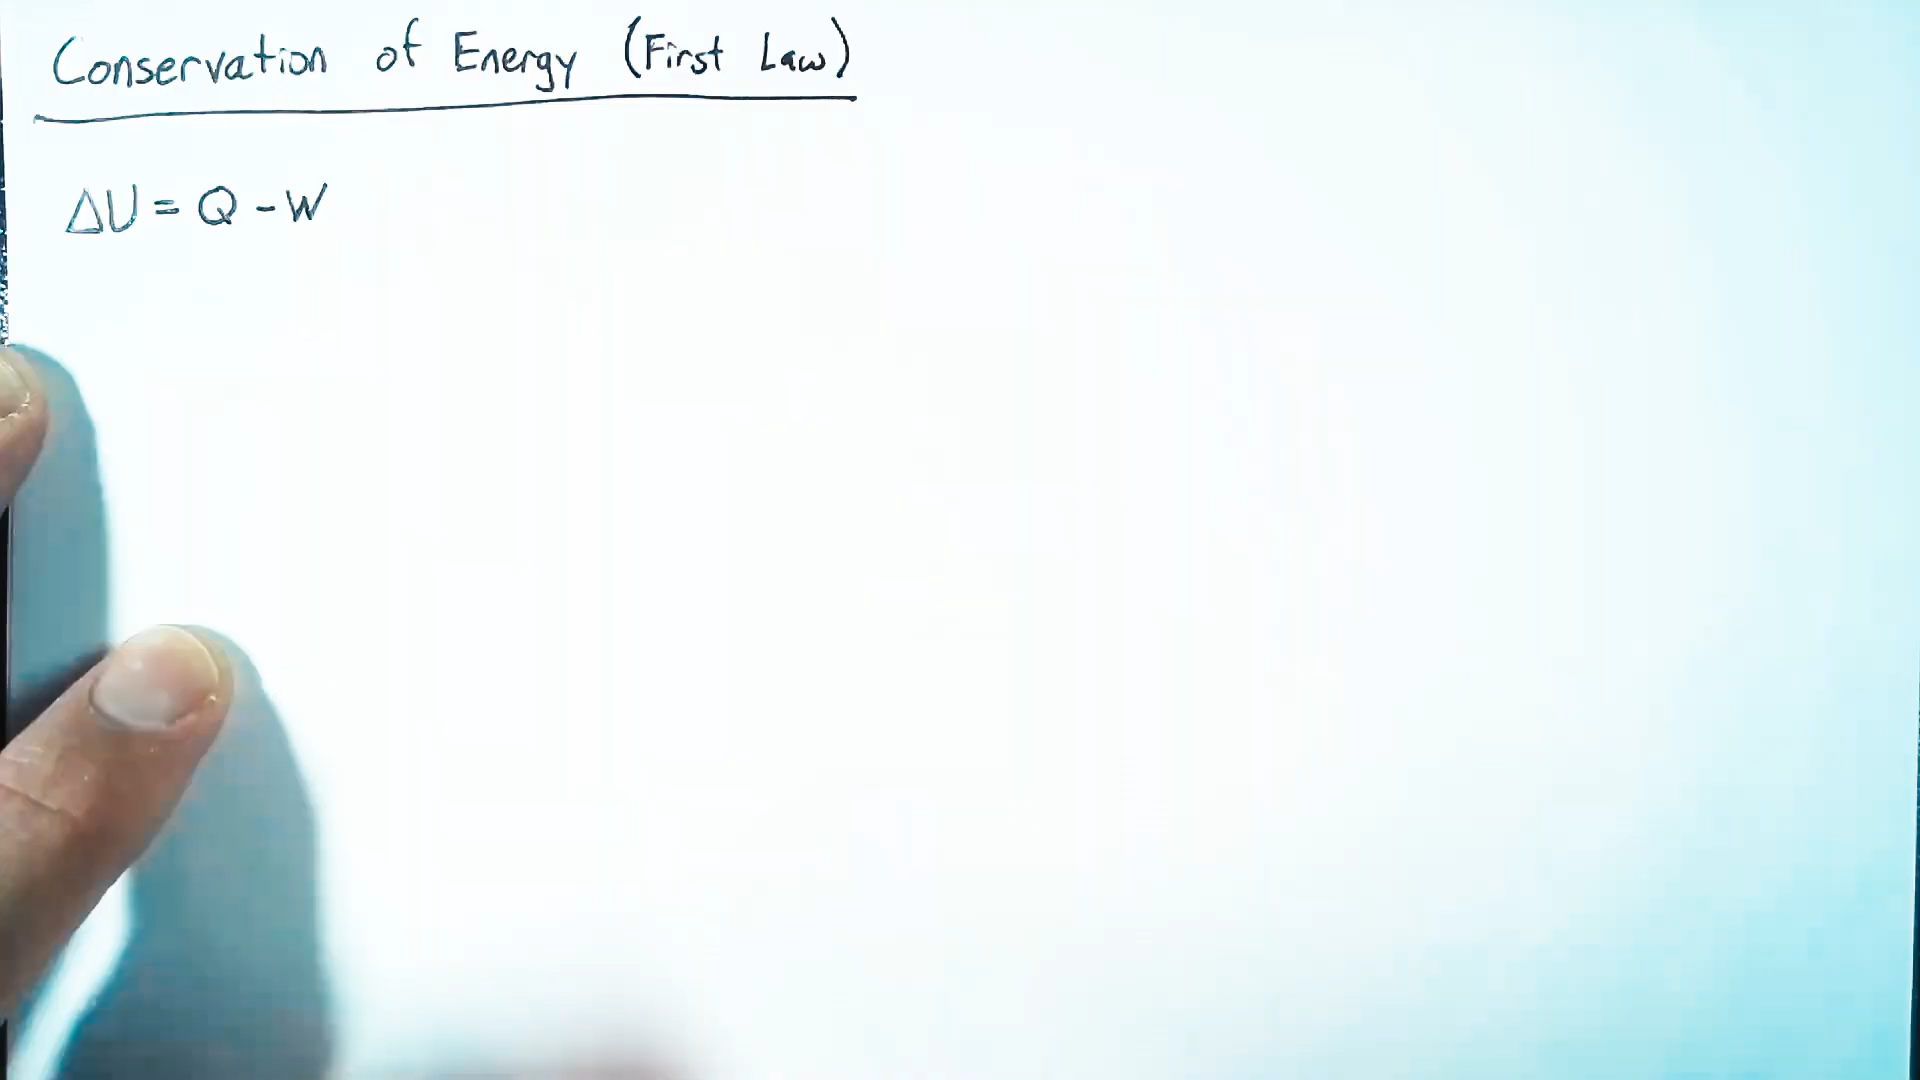 Conservation of Energy (First Law)
ΔU = Q - W